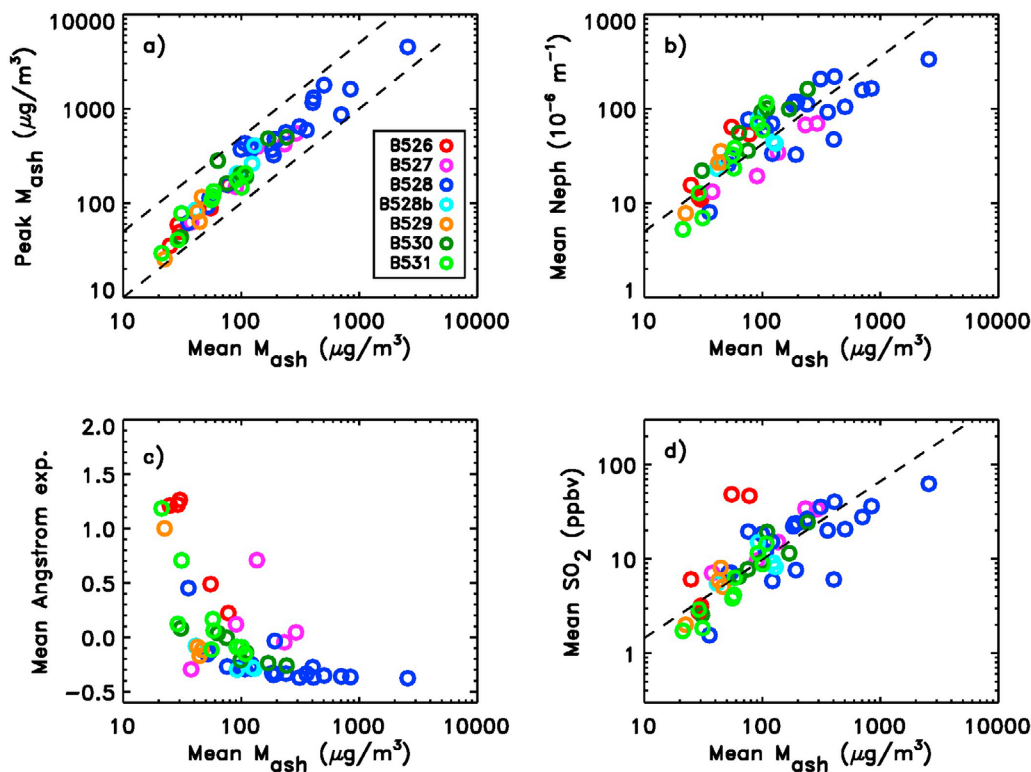 a)
Peak M_ash (μg/m³)
10000
1000
100
10
10 100 1000 10000
Mean M_ash (μg/m³)
B526
B527
B528
B528b
B529
B530
B531
b)
Mean Neph (10⁻⁶ m⁻¹)
1000
100
10
1
10 100 1000 10000
Mean M_ash (μg/m³)
c)
Mean Angstrom exp.
2.0
1.5
1.0
0.5
0.0
−0.5
10 100 1000 10000
Mean M_ash (μg/m³)
d)
Mean SO₂ (ppbv)
100
10
1
10 100 1000 10000
Mean M_ash (μg/m³)